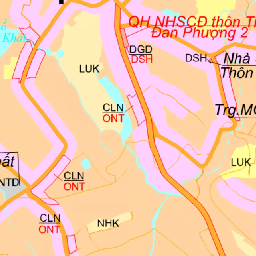 QH NHSCĐ thôn
Đan Phượng 2
DGD
DSH
DSH
Nhà
Thôn
LUK
CLN
ONT
Trg.M
LUK
CLN
ONT
NTD
CLN
ONT
NHK